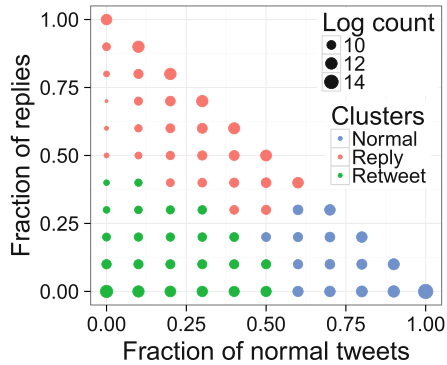 Log count
10
12
14
Clusters
Normal
Reply
Retweet
Fraction of replies
1.00
0.75
0.50
0.25
0.00
0.00 0.25 0.50 0.75 1.00
Fraction of normal tweets